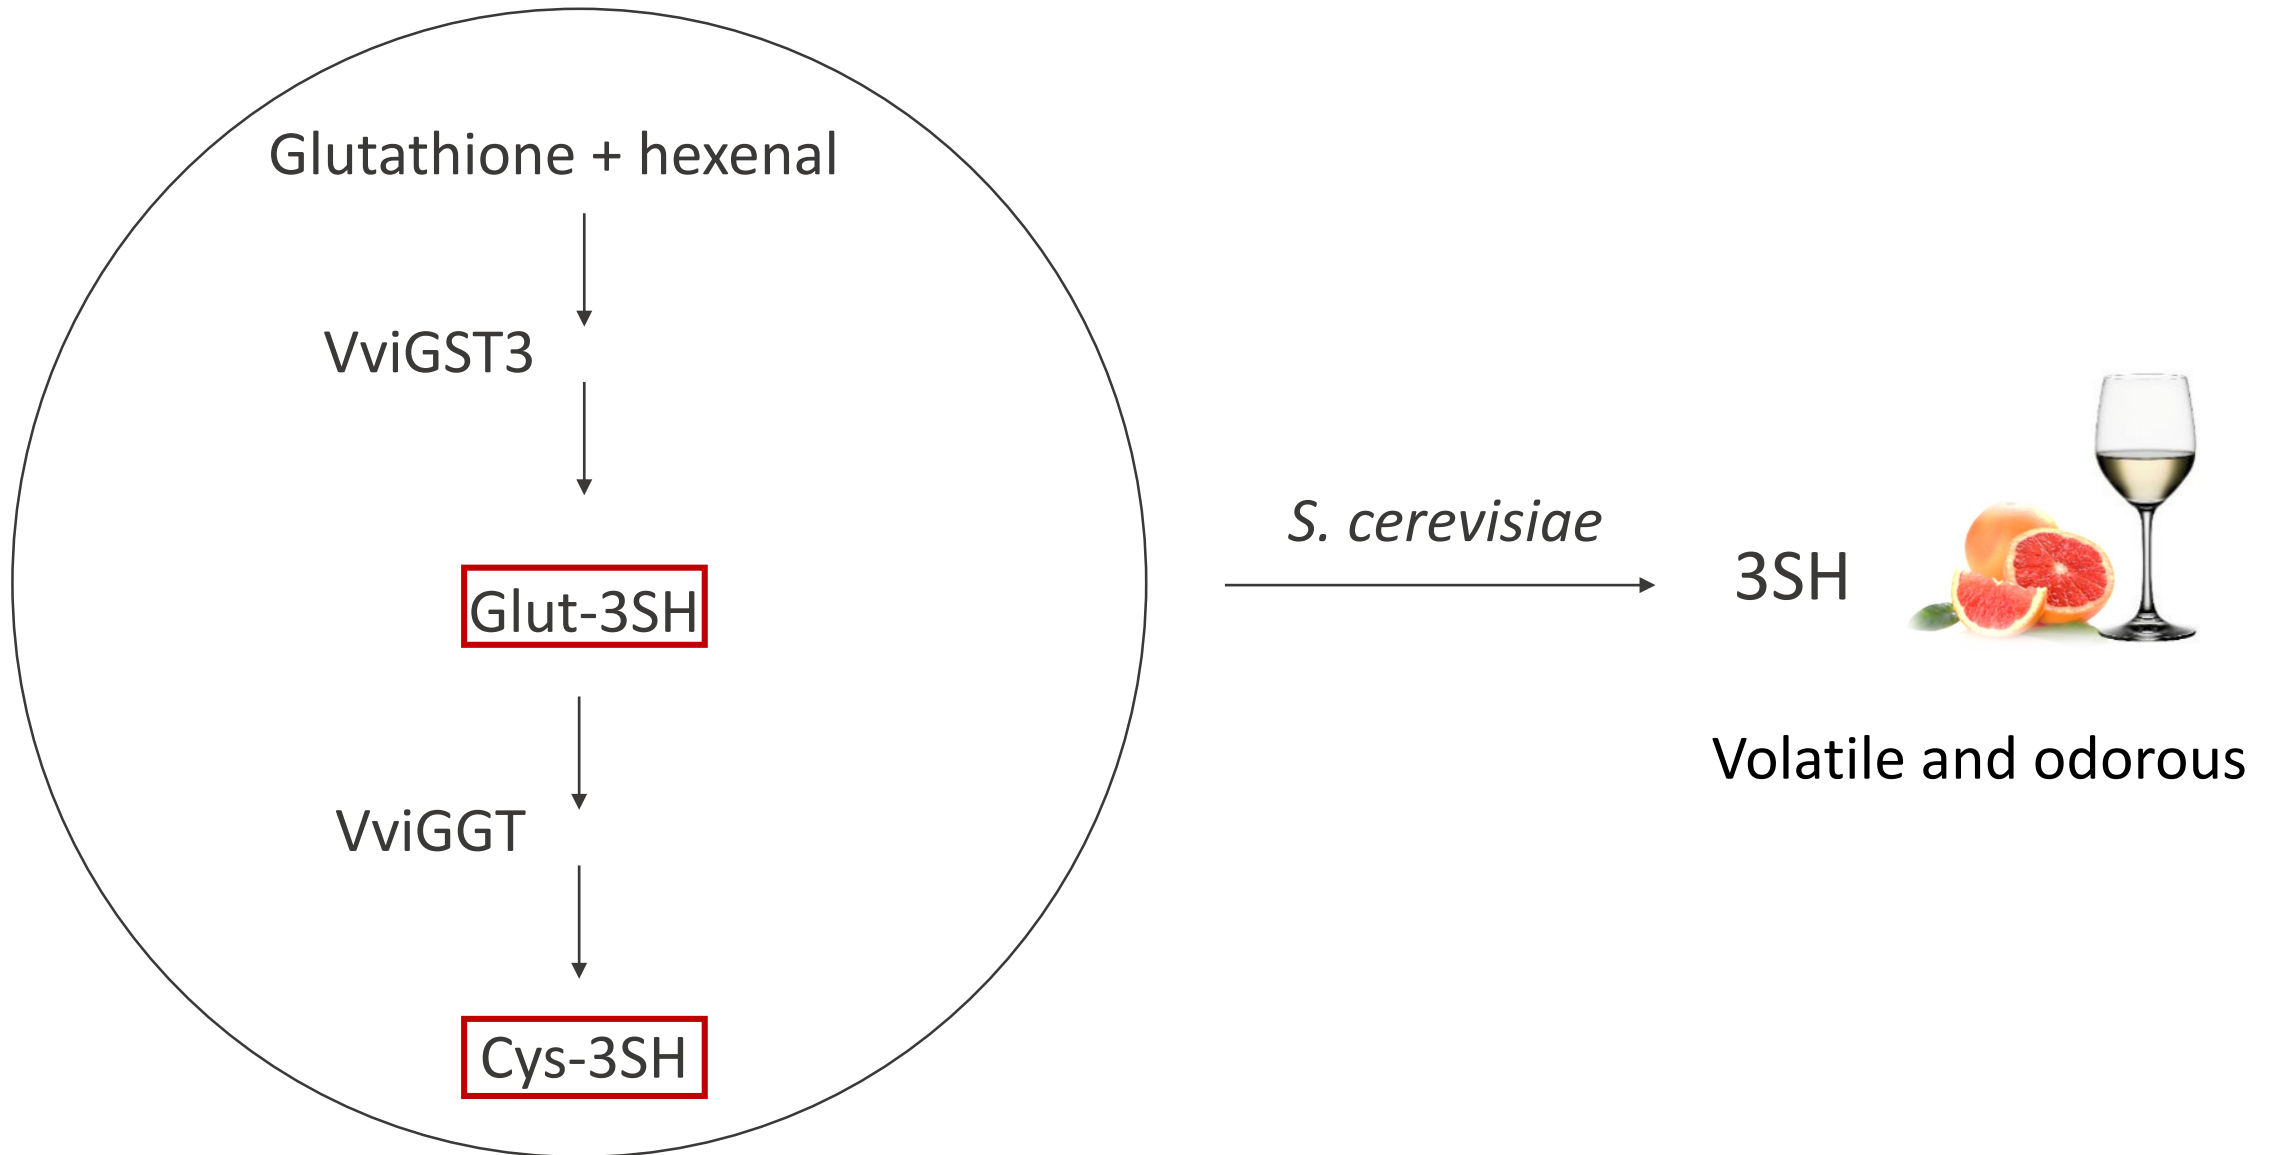 Glutathione + hexenal
VviGST3
Glut-3SH
VviGGT
Cys-3SH
S. cerevisiae
3SH
Volatile and odorous